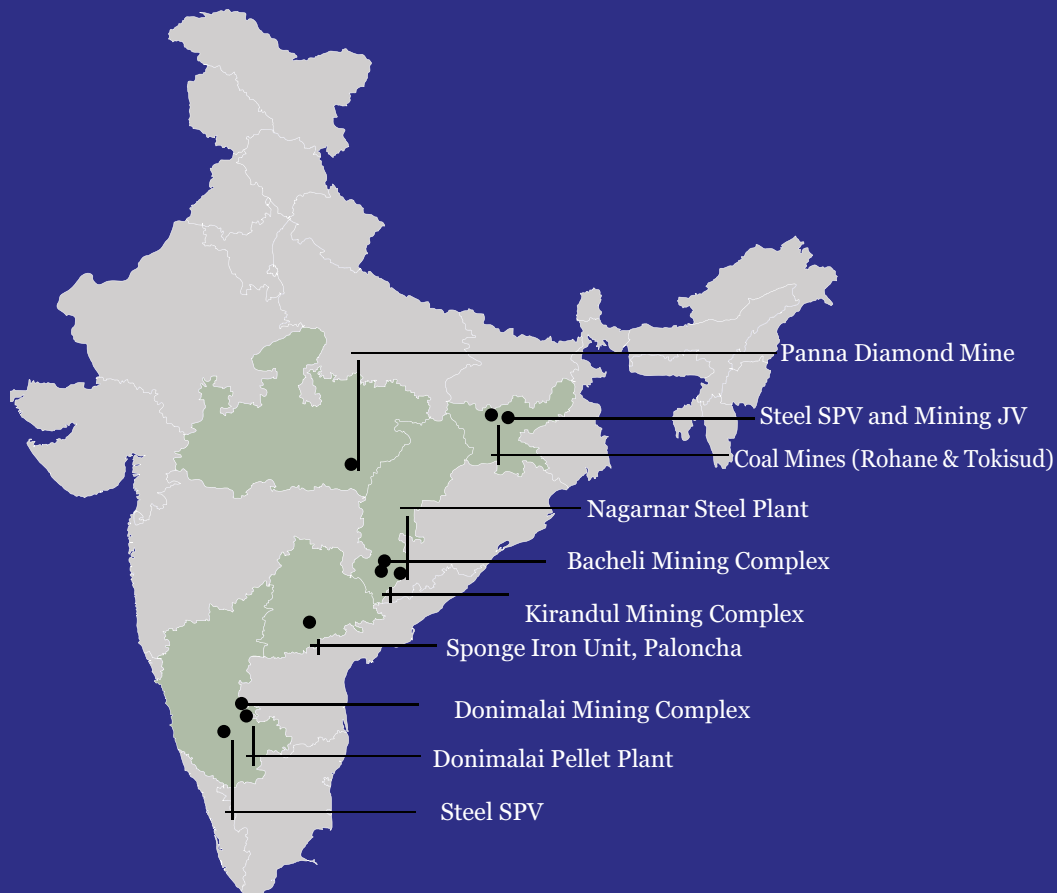 Panna Diamond Mine
Steel SPV and Mining JV
Coal Mines (Rohane & Tokisud)
Nagarnar Steel Plant
Bacheli Mining Complex
Kirandul Mining Complex
Sponge Iron Unit, Paloncha
Donimalai Mining Complex
Donimalai Pellet Plant
Steel SPV